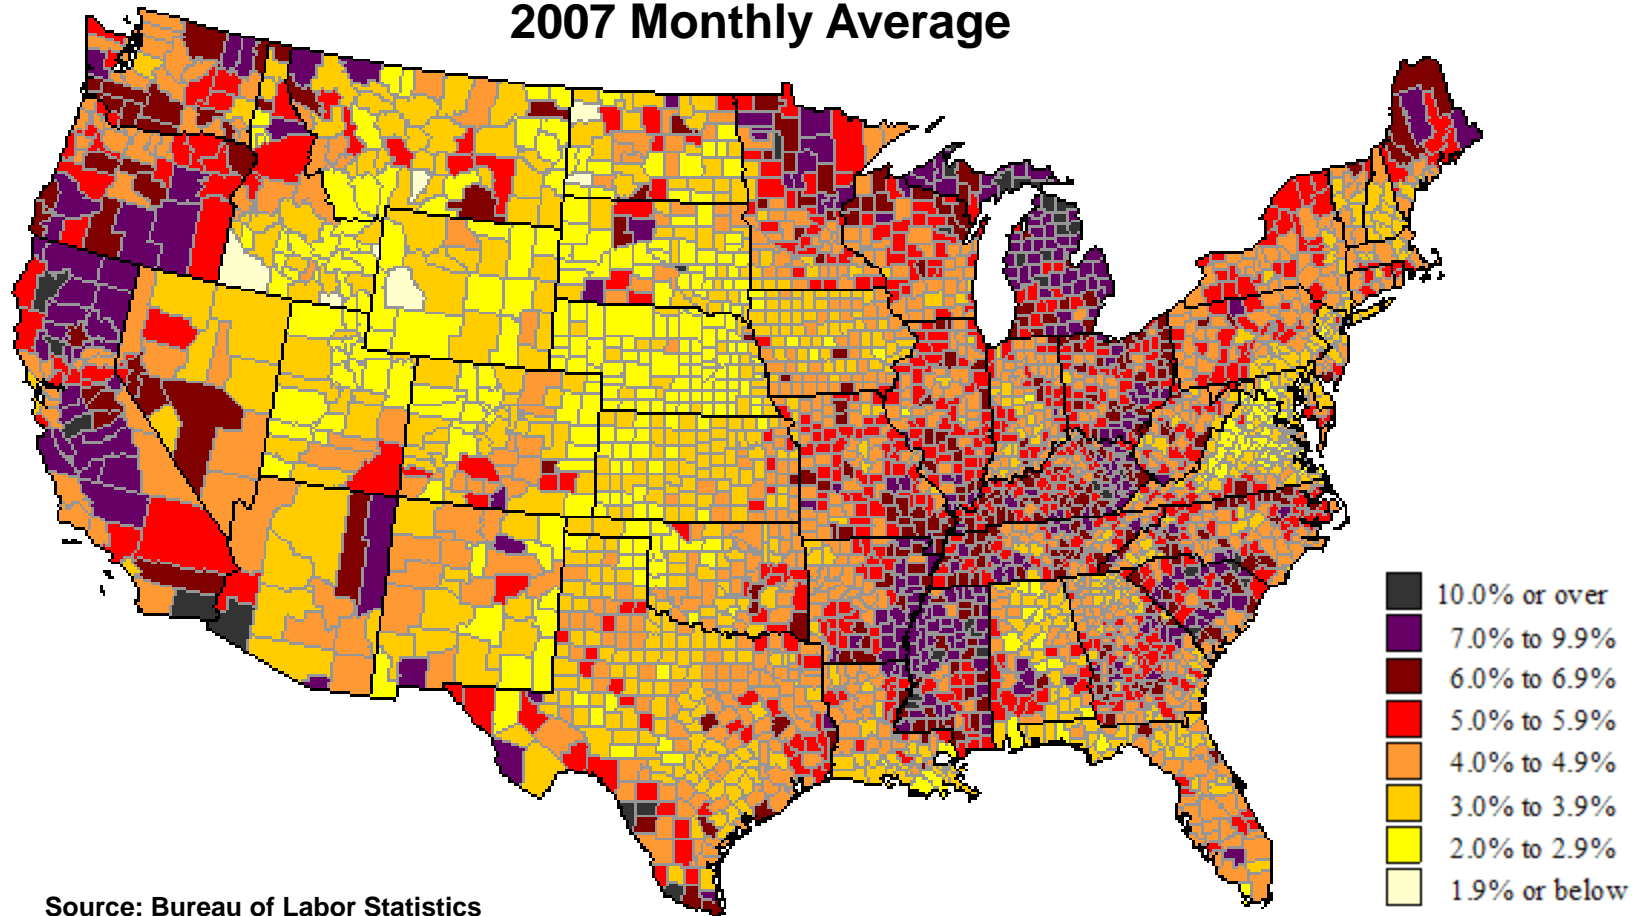 2007 Monthly Average
10.0% or over
7.0% to 9.9%
6.0% to 6.9%
5.0% to 5.9%
4.0% to 4.9%
3.0% to 3.9%
2.0% to 2.9%
1.9% or below
Source: Bureau of Labor Statistics